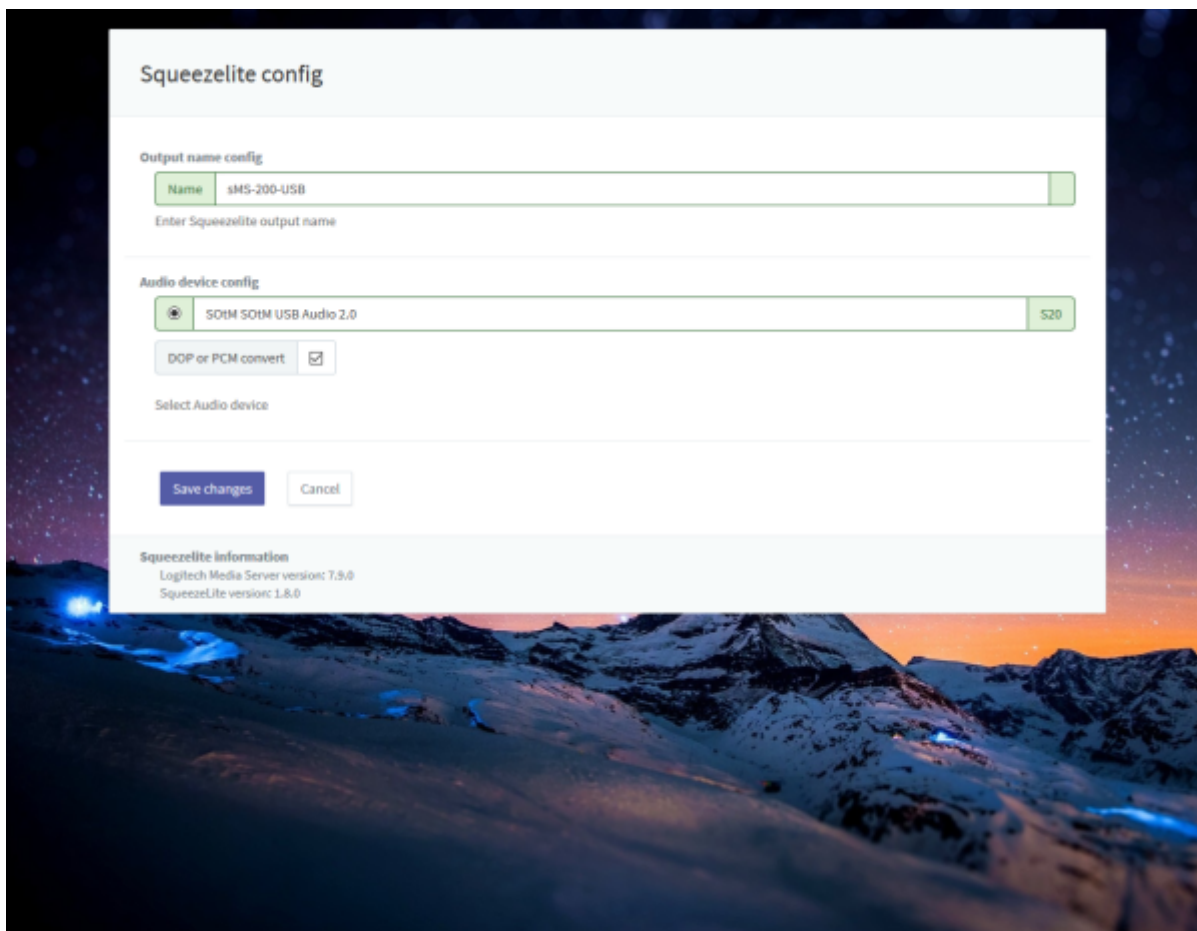 Squeezelite config
Output name config
Name sMS-200-USB
Enter Squeezelite output name
Audio device config
SOtM SOtM USB Audio 2.0 S20
DOP or PCM convert
Select Audio device
Save changes Cancel
Squeezelite information
Logitech Media Server version: 7.9.0
SqueezeLite version: 1.8.0